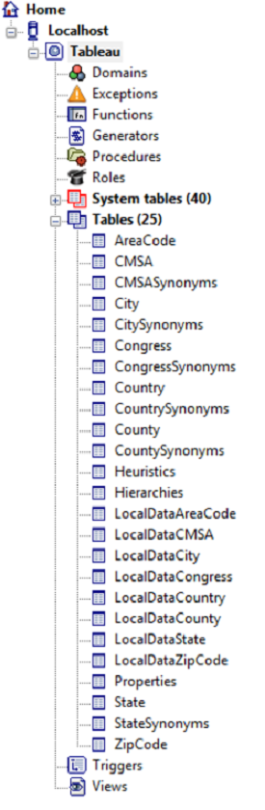 Home
Localhost
Tableau
Domains
Exceptions
Functions
Generators
Procedures
Roles
System tables (40)
Tables (25)
AreaCode
CMSA
CMSASynonyms
City
CitySynonyms
Congress
CongressSynonyms
Country
CountrySynonyms
County
CountySynonyms
Heuristics
Hierarchies
LocalDataAreaCode
LocalDataCMSA
LocalDataCity
LocalDataCongress
LocalDataCountry
LocalDataCounty
LocalDataState
LocalDataZipCode
Properties
State
StateSynonyms
ZipCode
Triggers
Views